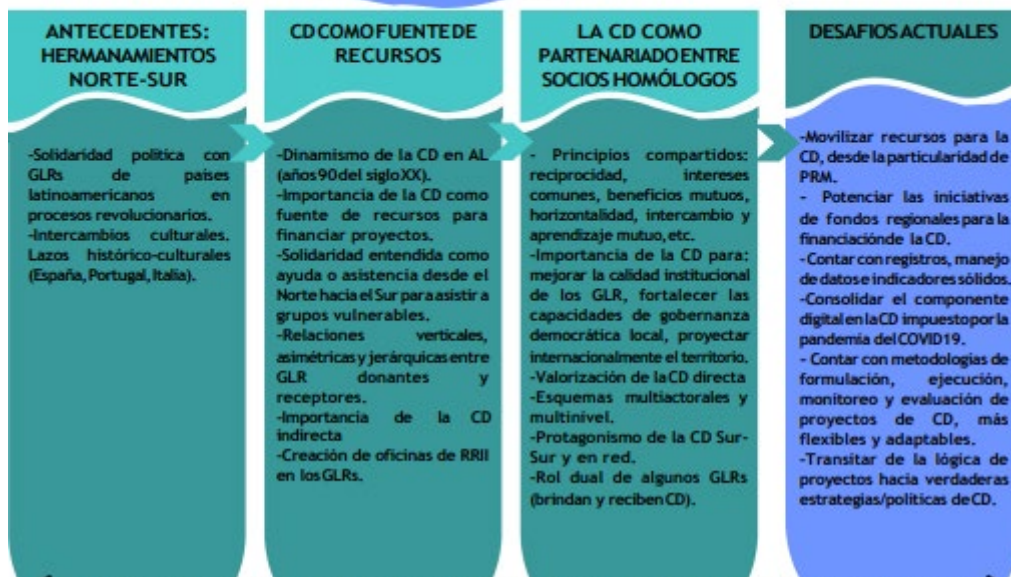 ANTECEDENTES:
HERMANAMIENTOS
NORTE-SUR
-Solidaridad política con
GLRs de países
latinoamericanos en
procesos revolucionarios.
-Intercambios culturales.
Lazos histórico-culturales
(España, Portugal, Italia).
CD COMO FUENTE DE
RECURSOS
-Dinamismo de la CD en AL
(años 90 del siglo XX).
-Importancia de la CD como
fuente de recursos para
financiar proyectos.
-Solidaridad entendida como
ayuda o asistencia desde el
Norte hacia el Sur para asistir a
grupos vulnerables.
-Relaciones verticales,
asimétricas y jerárquicas entre
GLR donantes y
receptores.
-Importancia de la CD
indirecta
-Creación de oficinas de RRII
en los GLRs.
LA CD COMO
PARTENARIADO ENTRE
SOCIOS HOMÓLOGOS
- Principios compartidos:
reciprocidad, intereses
comunes, beneficios mutuos,
horizontalidad, intercambio y
aprendizaje mutuo, etc.
-Importancia de la CD para:
mejorar la calidad institucional
de los GLR, fortalecer las
capacidades de gobernanza
democrática local, proyectar
internacionalmente el territorio.
-Valorización de la CD directa
-Esquemas multiactorales y
multinivel.
-Protagonismo de la CD Sur-
Sur y en red.
-Rol dual de algunos GLRs
(brindan y reciben CD).
DESAFIOS ACTUALES
-Movilizar recursos para la
CD, desde la particularidad de
PRM.
- Potenciar las iniciativas
de fondos regionales para la
financiación de la CD.
-Contar con registros, manejo
de datos e indicadores sólidos.
-Consolidar el componente
digital en la CD impuesto por la
pandemia del COVID19.
- Contar con metodologías de
formulación, ejecución,
monitoreo y evaluación de
proyectos de CD, más
flexibles y adaptables.
-Transitar de la lógica de
proyectos hacia verdaderas
estrategias/políticas de CD.